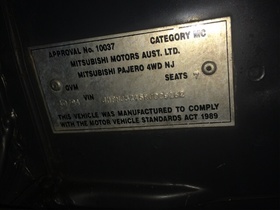 APPROVAL No. 10037 CATEGORY MC
MITSUBISHI MOTORS AUST. LTD.
MITSUBISHI PAJERO 4WD NJ
SEATS 7
GVM
VIN
THIS VEHICLE WAS MANUFACTURED TO COMPLY
WITH THE MOTOR VEHICLE STANDARDS ACT 1989